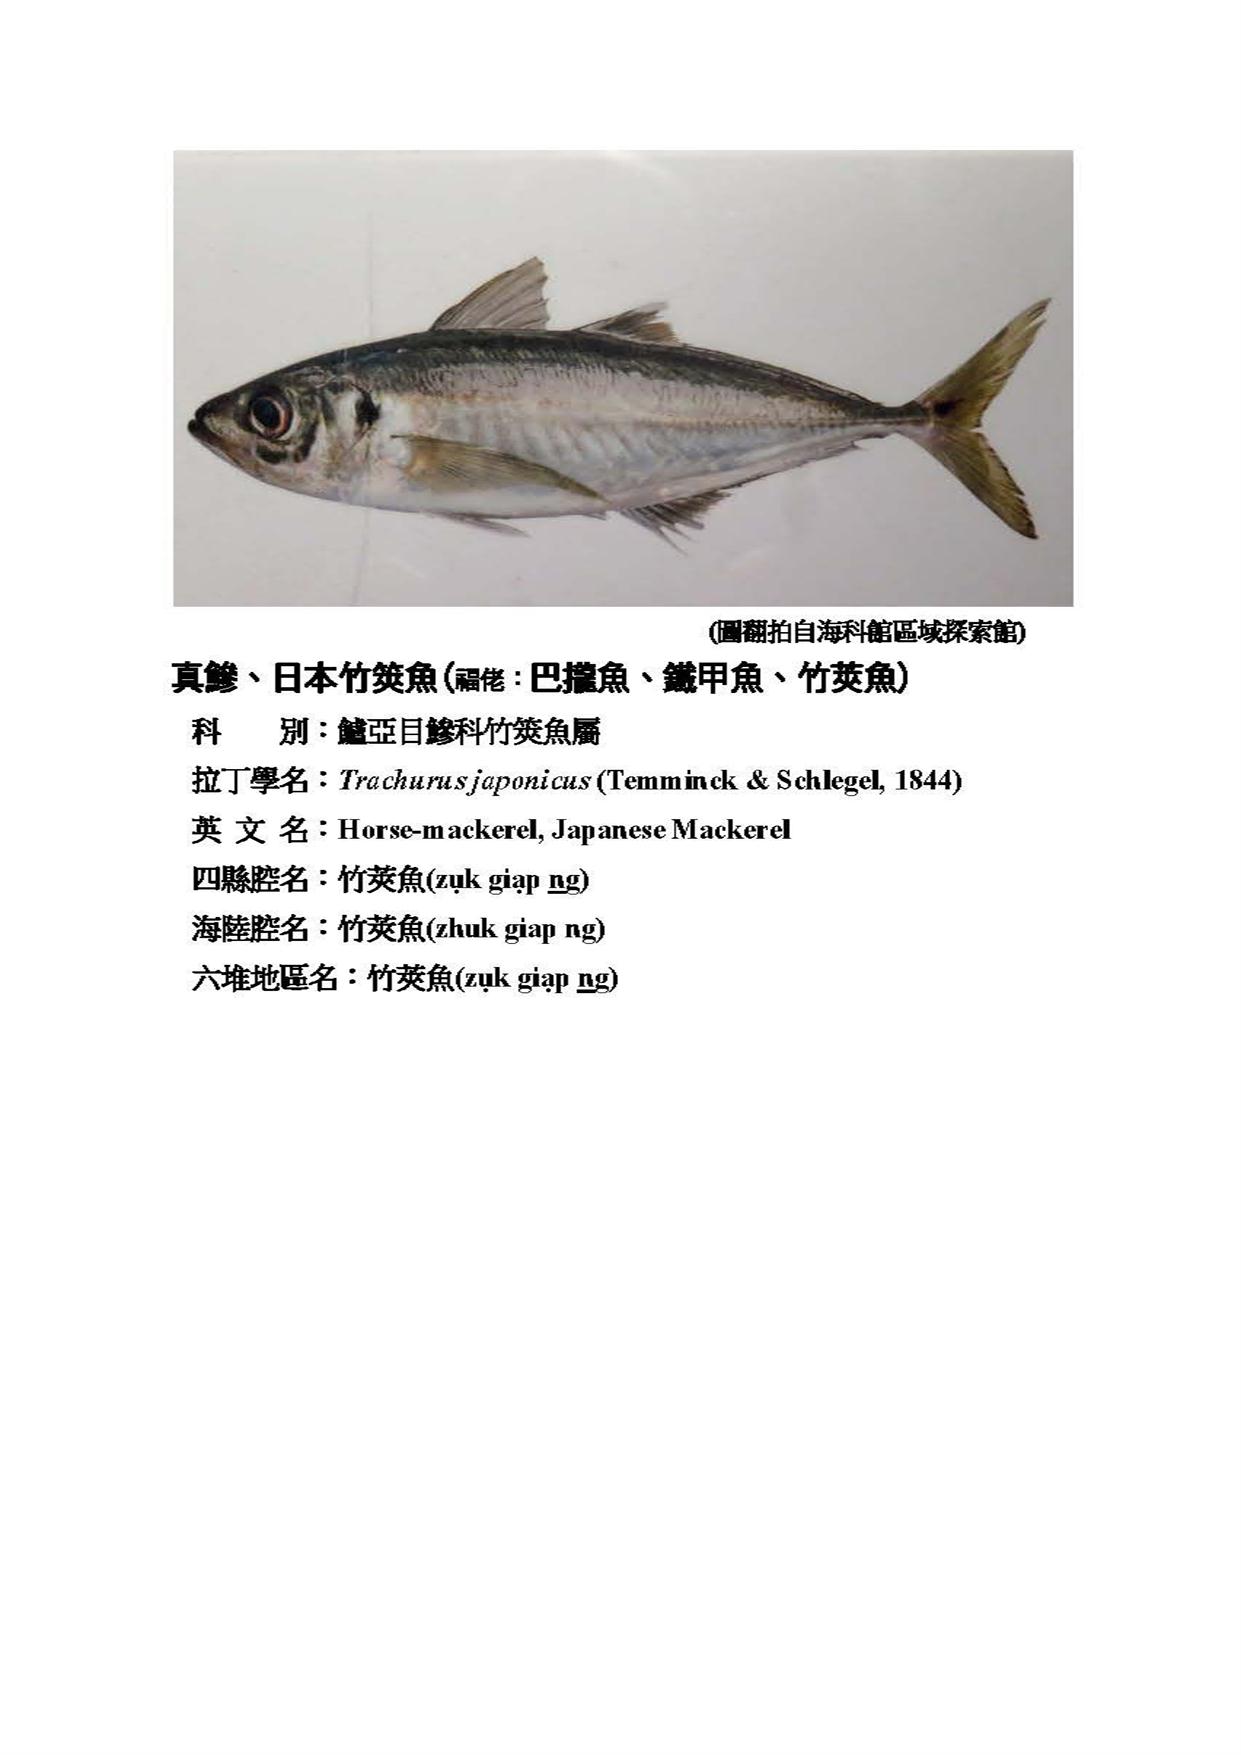 (圖翻拍自海科館區域探索館)
真鰺、日本竹筴魚(福佬：巴攏魚、鐵甲魚、竹莢魚)
科　　別：鱸亞目鰺科竹筴魚屬
拉丁學名：Trachurus japonicus (Temminck & Schlegel, 1844)
英 文 名：Horse-mackerel, Japanese Mackerel
四縣腔名：竹莢魚(zụk giạp n̲g̲)
海陸腔名：竹莢魚(zhuk giap ng)
六堆地區名：竹莢魚(zụk giạp n̲g̲)